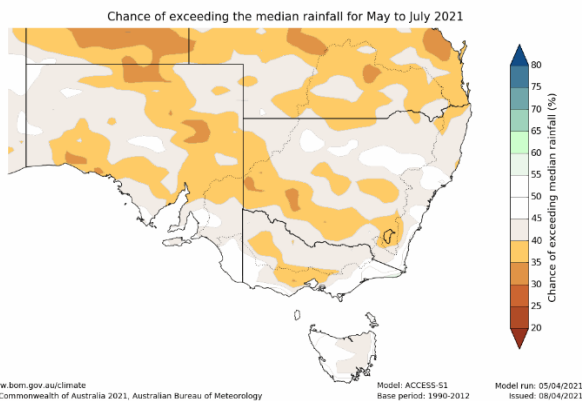 Chance of exceeding the median rainfall for May to July 2021
80
75
70
65
60
55
50
45
40
35
30
25
20
Chance of exceeding median rainfall (%)
w.bom.gov.au/climate
Commonwealth of Australia 2021, Australian Bureau of Meteorology
Model: ACCESS-S1
Base period: 1990-2012
Model run: 05/04/2021
Issued: 08/04/2021